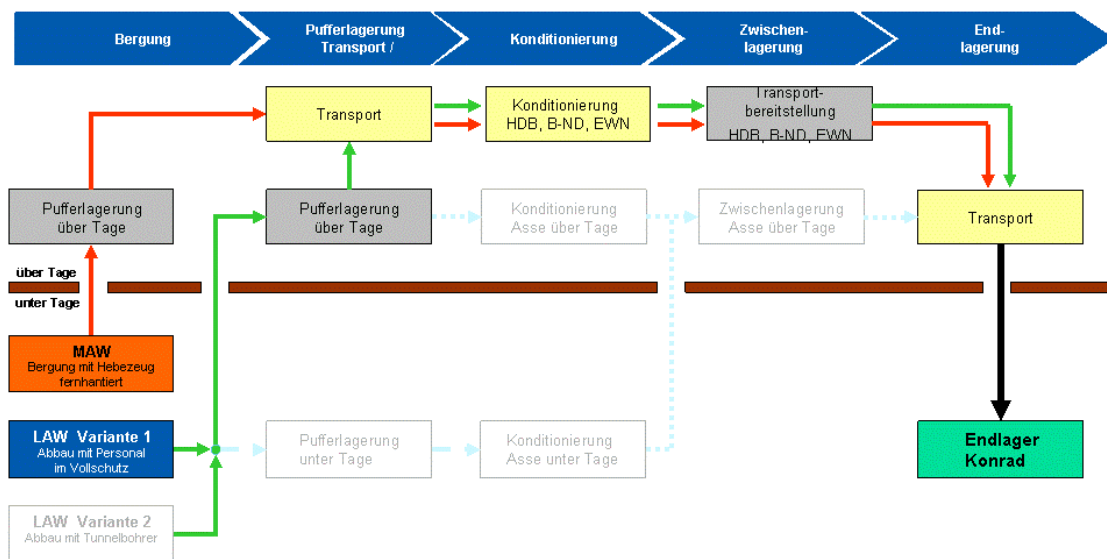 Bergung
Pufferlagerung
Transport /
Konditionierung
Zwischen-
lagerung
End-
lagerung
Transport
Konditionierung
HDB, B-ND, EWN
Transport-
bereitstellung
HDB, B-ND, EWN
Pufferlagerung
über Tage
Pufferlagerung
über Tage
Konditionierung
Asse über Tage
Zwischenlagerung
Asse über Tage
Transport
über Tage
unter Tage
MAW
Bergung mit Hebezeug
fernhantiert
LAW Variante 1
Abbau mit Personal
im Vollschutz
Pufferlagerung
unter Tage
Konditionierung
Asse unter Tage
Endlager
Konrad
LAW Variante 2
Abbau mit Tunnelbohrer